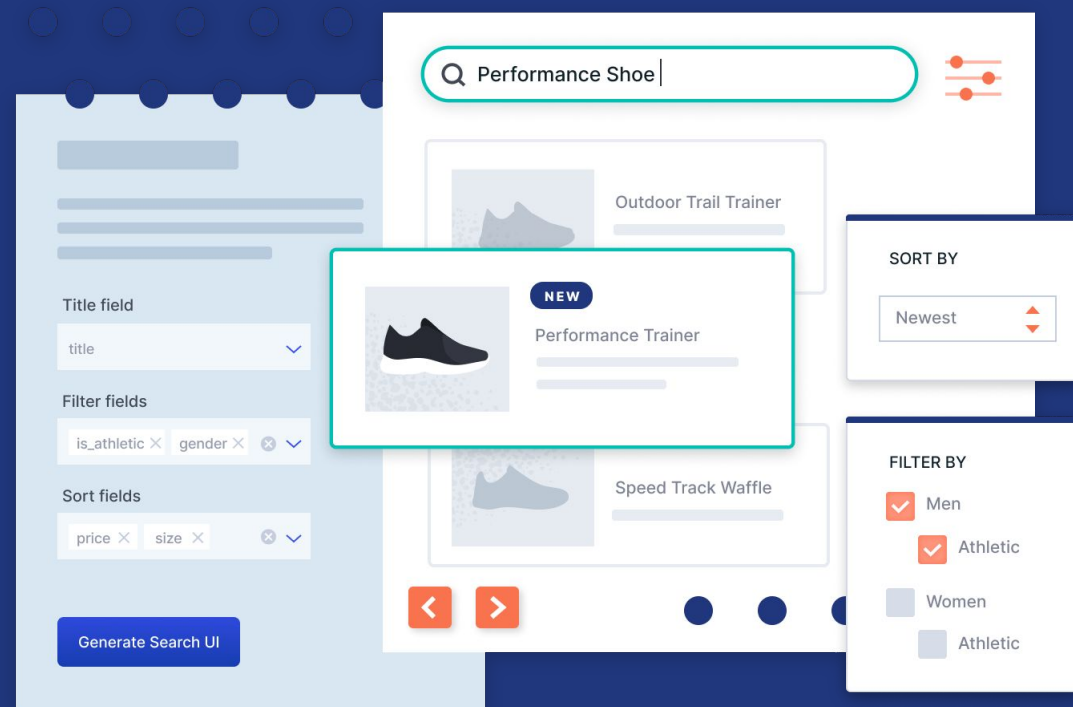 Performance Shoe
Outdoor Trail Trainer
NEW
Performance Trainer
Speed Track Waffle
Title field
title
Filter fields
is_athletic gender
Sort fields
price size
Generate Search UI
SORT BY
Newest
FILTER BY
Men
Athletic
Women
Athletic